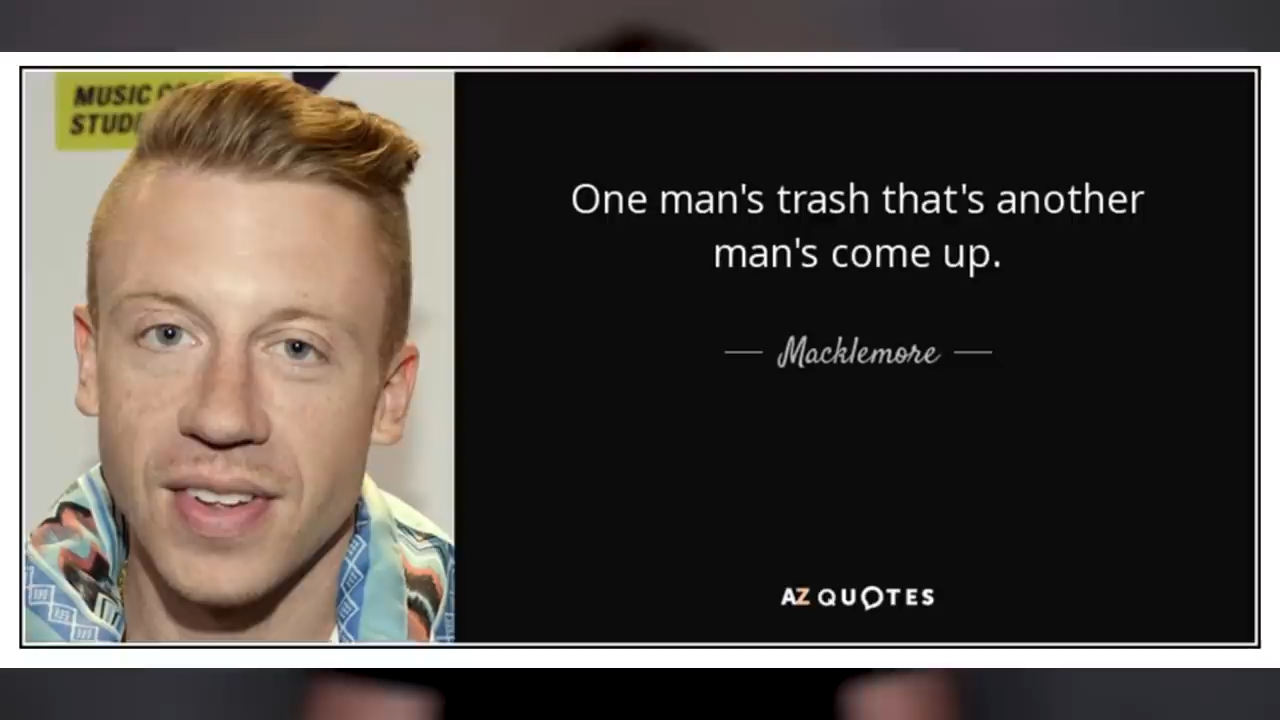 MUSIC
STUD
One man's trash that's another
man's come up.
Macklemore
AZ QUOTES